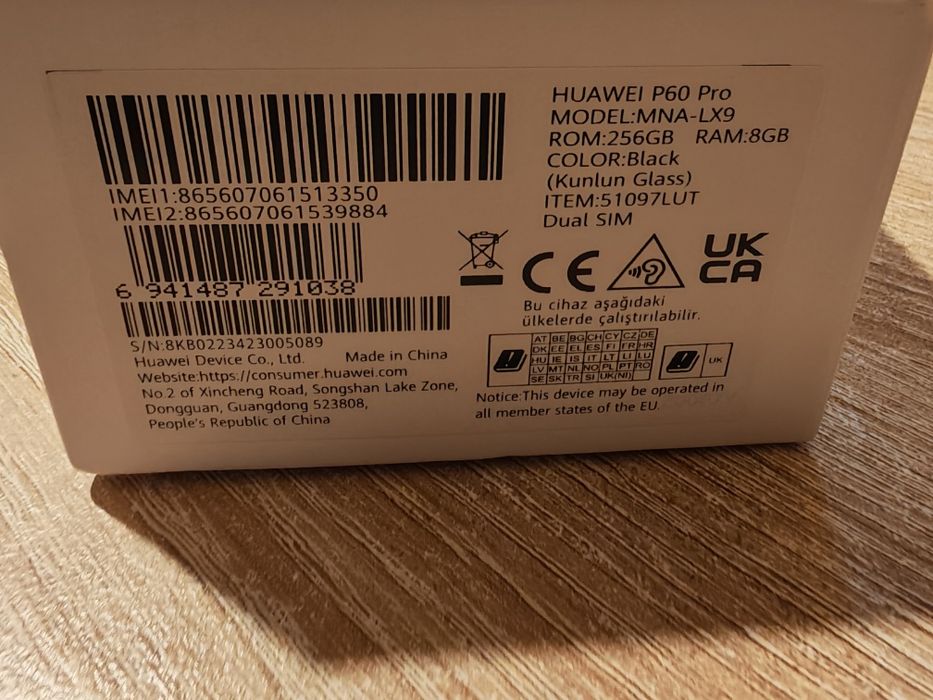 HUAWEI P60 Pro
MODEL:MNA-LX9
ROM:256GB RAM:8GB
COLOR:Black
(Kunlun Glass)
ITEM:51097LUT
Dual SIM
IMEI1:865607061513350
IMEI2:865607061539884
6 941487 291038
S/N:8KB0223423005089
Huawei Device Co., Ltd. Made in China
Website:https://consumer.huawei.com
No.2 of Xincheng Road, Songshan Lake Zone,
Dongguan, Guangdong 523808,
People's Republic of China
CE
UK
CA
Bu cihaz aşağıdaki
ülkelerde çalıştırılabilir.
AT BE BG CH CY CZ DE
DK EE EL ES FI FR HR
HU IE IS IT LT LI LU
LV MT NL NO PL PT RO
SE SK TR SI UK(NI)
UK
Notice:This device may be operated in
all member states of the EU.